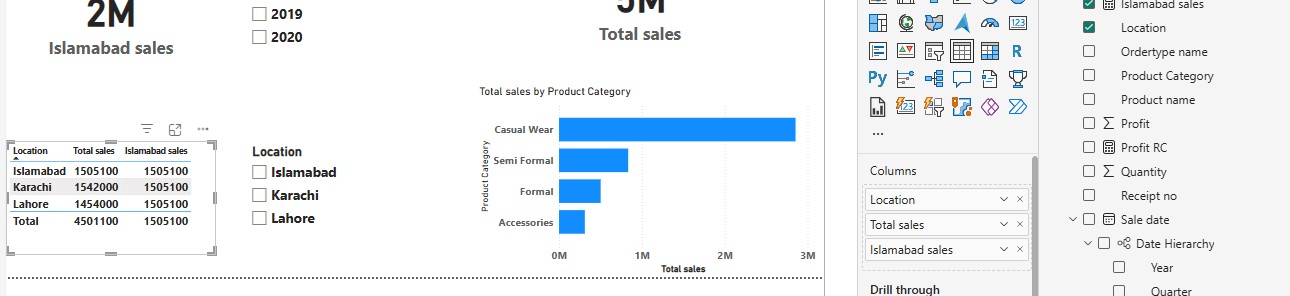 2M
Islamabad sales
2019
2020
5M
Total sales
Location Total sales Islamabad sales
Islamabad 1505100 1505100
Karachi 1542000 1505100
Lahore 1454000 1505100
Total 4501100 1505100
Location
Islamabad
Karachi
Lahore
Total sales by Product Category
Product Category
Casual Wear
Semi Formal
Formal
Accessories
0M 1M 2M 3M
Total sales
123
R
Py
123
Columns
Location
Total sales
Islamabad sales
Drill through
Islamabad sales
Location
Ordertype name
Product Category
Product name
Profit
Profit RC
Quantity
Receipt no
Sale date
Date Hierarchy
Year
Quarter